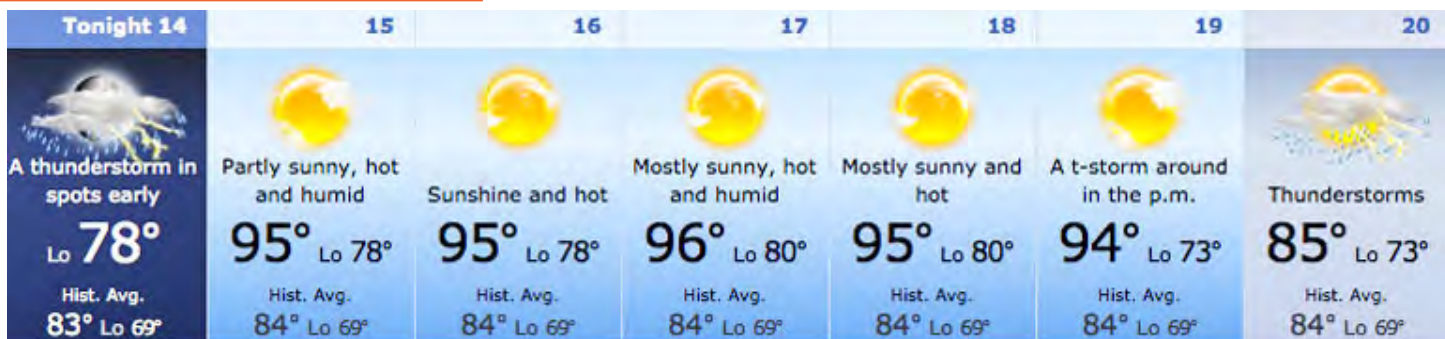 Tonight 14
A thunderstorm in
spots early
Lo 78°
Hist. Avg.
83° Lo 69°
15
Partly sunny, hot
and humid
95° Lo 78°
Hist. Avg.
84° Lo 69°
16
Sunshine and hot
95° Lo 78°
Hist. Avg.
84° Lo 69°
17
Mostly sunny, hot
and humid
96° Lo 80°
Hist. Avg.
84° Lo 69°
18
Mostly sunny and
hot
95° Lo 80°
Hist. Avg.
84° Lo 69°
19
A t-storm around
in the p.m.
94° Lo 73°
Hist. Avg.
84° Lo 69°
20
Thunderstorms
85° Lo 73°
Hist. Avg.
84° Lo 69°